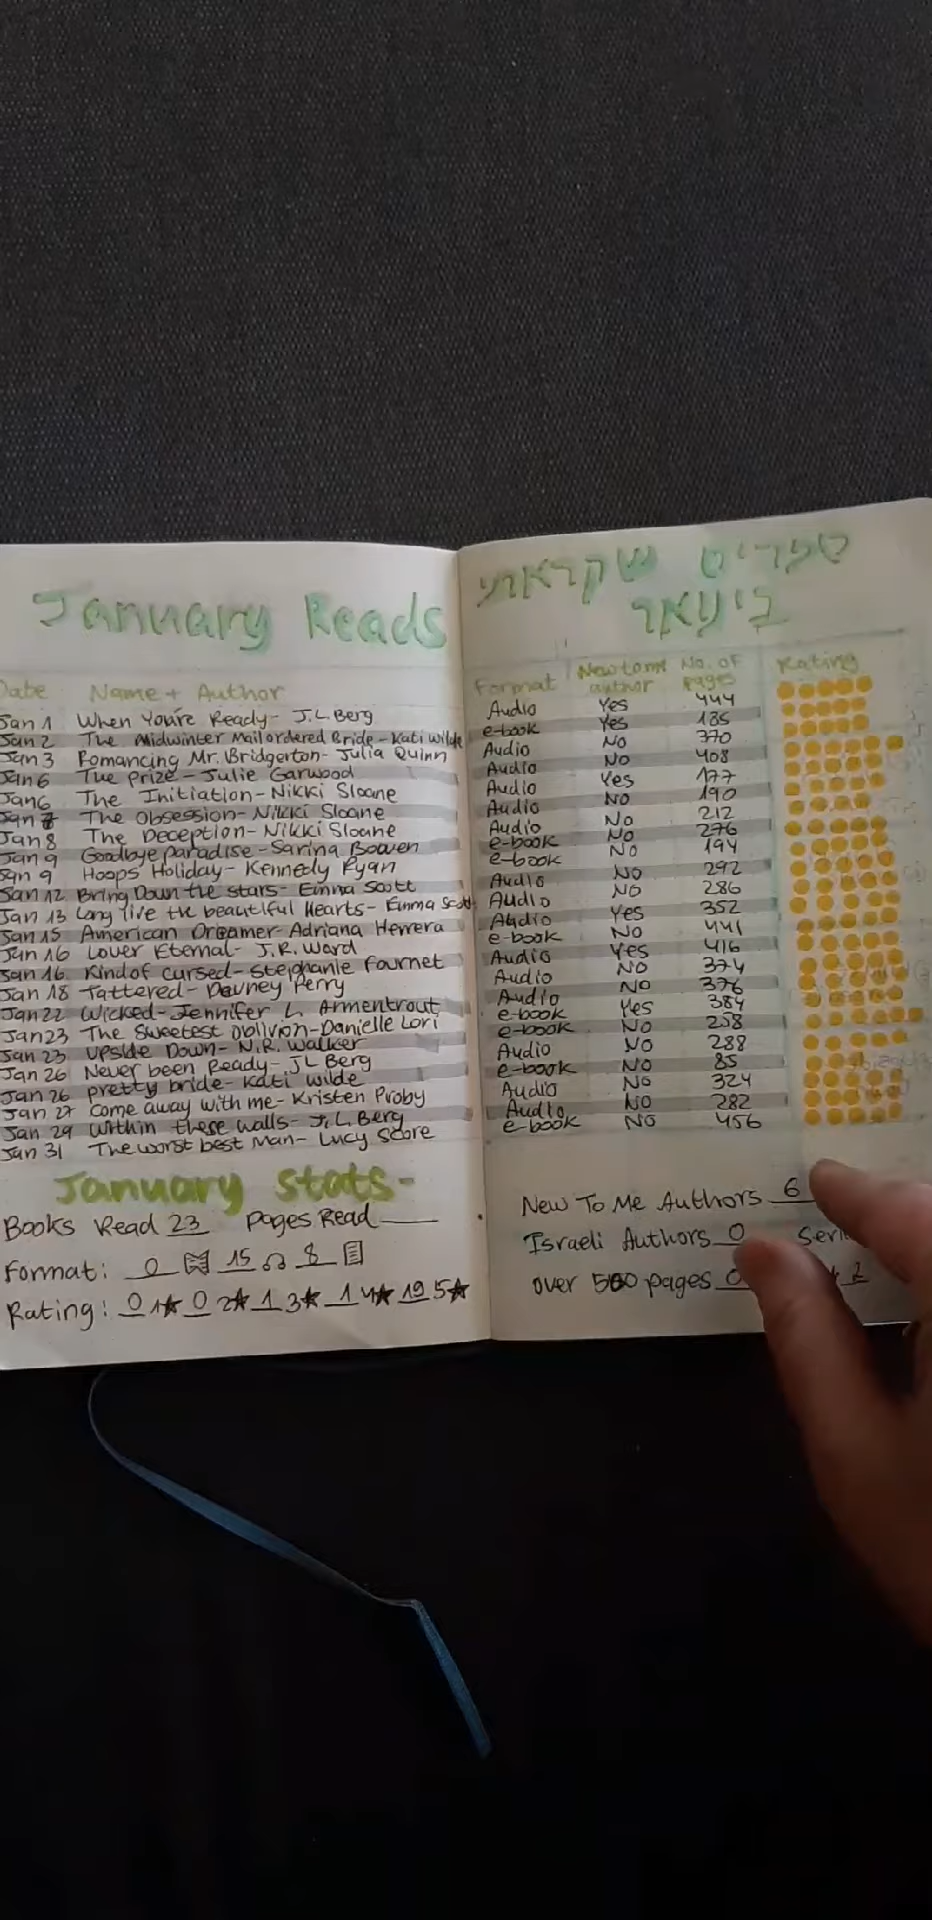 January Reads
Date Name + Author
Jan 1 When You're Ready- J.L Berg
Jan 2 The Midwinter Mail ordered Bride - Kati wilde
Jan 3 Romancing Mr. Bridgerton- Julia Quinn
Jan 6 The prize - Julie Garwood
Jan 6 The Initiation - Nikki Sloane
Jan 7 The Obsession- Nikki Sloane
Jan 8 The Deception- Nikki Sloane
Jan 9 Goodbye paradise - Sarina Bowen
Jan 9 Hoops Holiday - Kennedy Ryan
Jan 12 Bring Down the stars- Emma Scott
Jan 13 Long live the beautiful Hearts- Emma Scott
Jan 15 American Dreamer- Adriana Herrera
Jan 16 Lover Eternal- J.R. Ward
Jan 16 Kind of cursed- Stephanie Fournet
Jan 18 Tattered- Devney Perry
Jan 22 Wicked- Jennifer L. Armentrout
Jan 23 The Sweetest oblivion- Danielle Lori
Jan 23 Upside Down- N.R. Walker
Jan 26 Never been Ready- JL Berg
Jan 26 pretty bride- Kati wilde
Jan 27 Come away with me- Kristen Proby
Jan 29 within these walls- J.L. Berg
Jan 31 The worst best man- Lucy Score
January stats-
Books Read 23 Pages Read
Format: 0 15 8
Rating: 0 1★ 0 2★ 1 3★ 1 4★ 19 5★
ספרים שקראתי
בינואר
Format New to me author No. of pages Rating
Audio Yes 444
e-book Yes 135
Audio No 370
Audio No 408
Audio Yes 177
Audio No 190
Audio No 212
e-book No 276
e-book No 194
Audio No 292
Audio No 286
Audio Yes 352
e-book No 441
Audio Yes 416
Audio No 374
Audio No 376
e-book Yes 384
e-book No 258
Audio No 288
e-book No 85
Audio No 324
Audio No 282
e-book No 456
New To Me Authors 6
Israeli Authors 0
over 500 pages 0 2